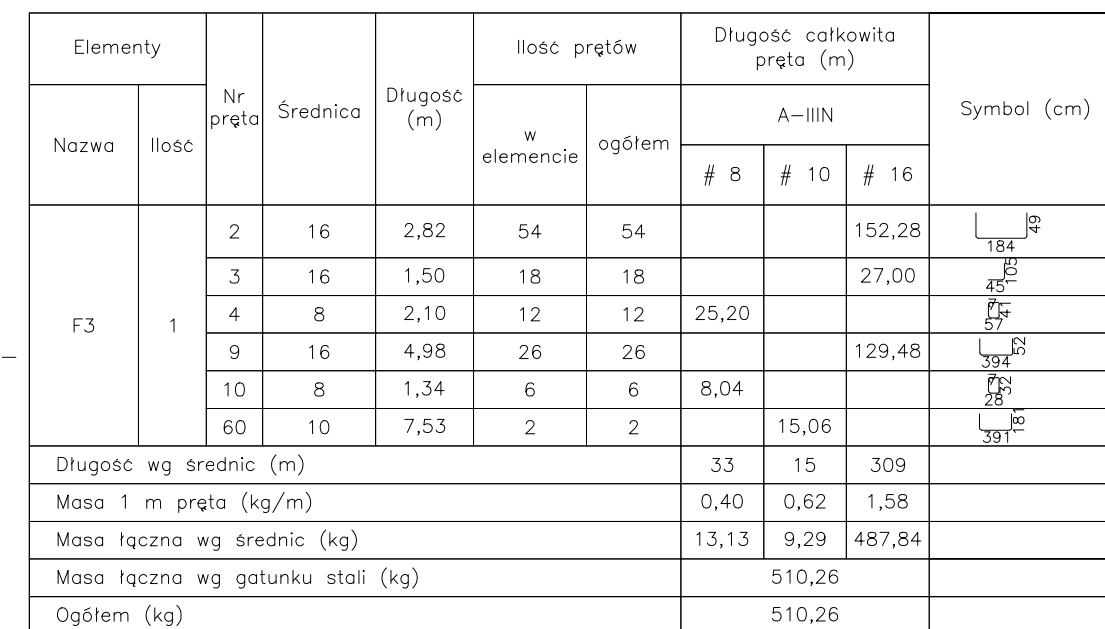 Elementy
Nr pręta
Średnica
Długość (m)
Ilość prętów
Długość całkowita pręta (m)
Symbol (cm)
Nazwa
Ilość
w elemencie
ogółem
A-IIIN
# 8
# 10
# 16
F3
1
2 16 2,82 54 54 152,28 184 49
3 16 1,50 18 18 27,00 45 105
4 8 2,10 12 12 25,20 7 57 41
9 16 4,98 26 26 129,48 394 52
10 8 1,34 6 6 8,04 7 28 32
60 10 7,53 2 2 15,06 391 181
Długość wg średnic (m) 33 15 309
Masa 1 m pręta (kg/m) 0,40 0,62 1,58
Masa łączna wg średnic (kg) 13,13 9,29 487,84
Masa łączna wg gatunku stali (kg) 510,26
Ogółem (kg) 510,26